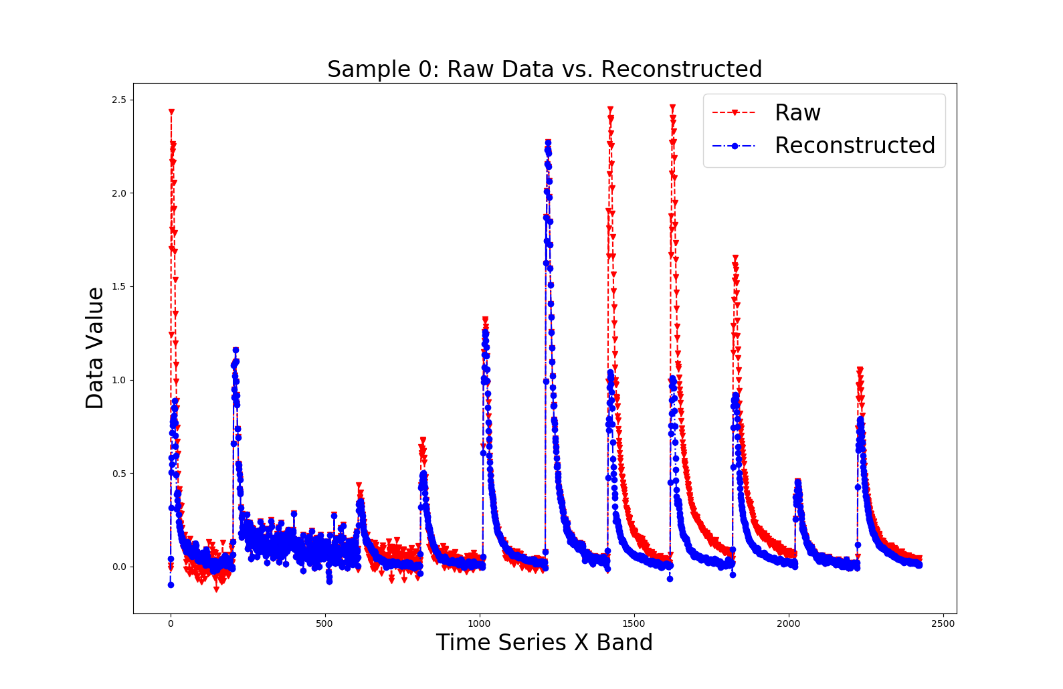 Sample 0: Raw Data vs. Reconstructed
Raw
Reconstructed
Data Value
2.5
2.0
1.5
1.0
0.5
0.0
0 500 1000 1500 2000 2500
Time Series X Band